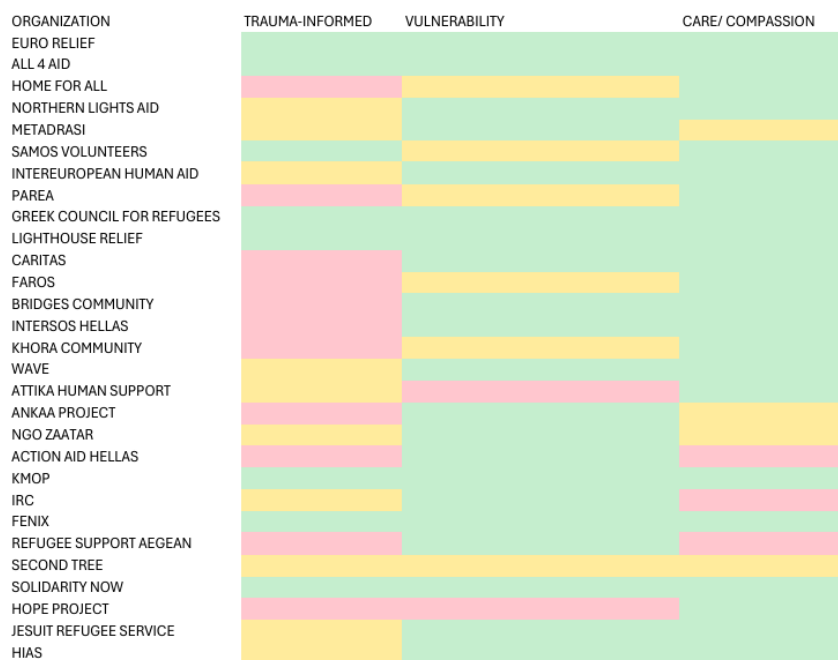 ORGANIZATION TRAUMA-INFORMED VULNERABILITY CARE/ COMPASSION
EURO RELIEF
ALL 4 AID
HOME FOR ALL
NORTHERN LIGHTS AID
METADRASI
SAMOS VOLUNTEERS
INTEREUROPEAN HUMAN AID
PAREA
GREEK COUNCIL FOR REFUGEES
LIGHTHOUSE RELIEF
CARITAS
FAROS
BRIDGES COMMUNITY
INTERSOS HELLAS
KHORA COMMUNITY
WAVE
ATTIKA HUMAN SUPPORT
ANKAA PROJECT
NGO ZAATAR
ACTION AID HELLAS
KMOP
IRC
FENIX
REFUGEE SUPPORT AEGEAN
SECOND TREE
SOLIDARITY NOW
HOPE PROJECT
JESUIT REFUGEE SERVICE
HIAS